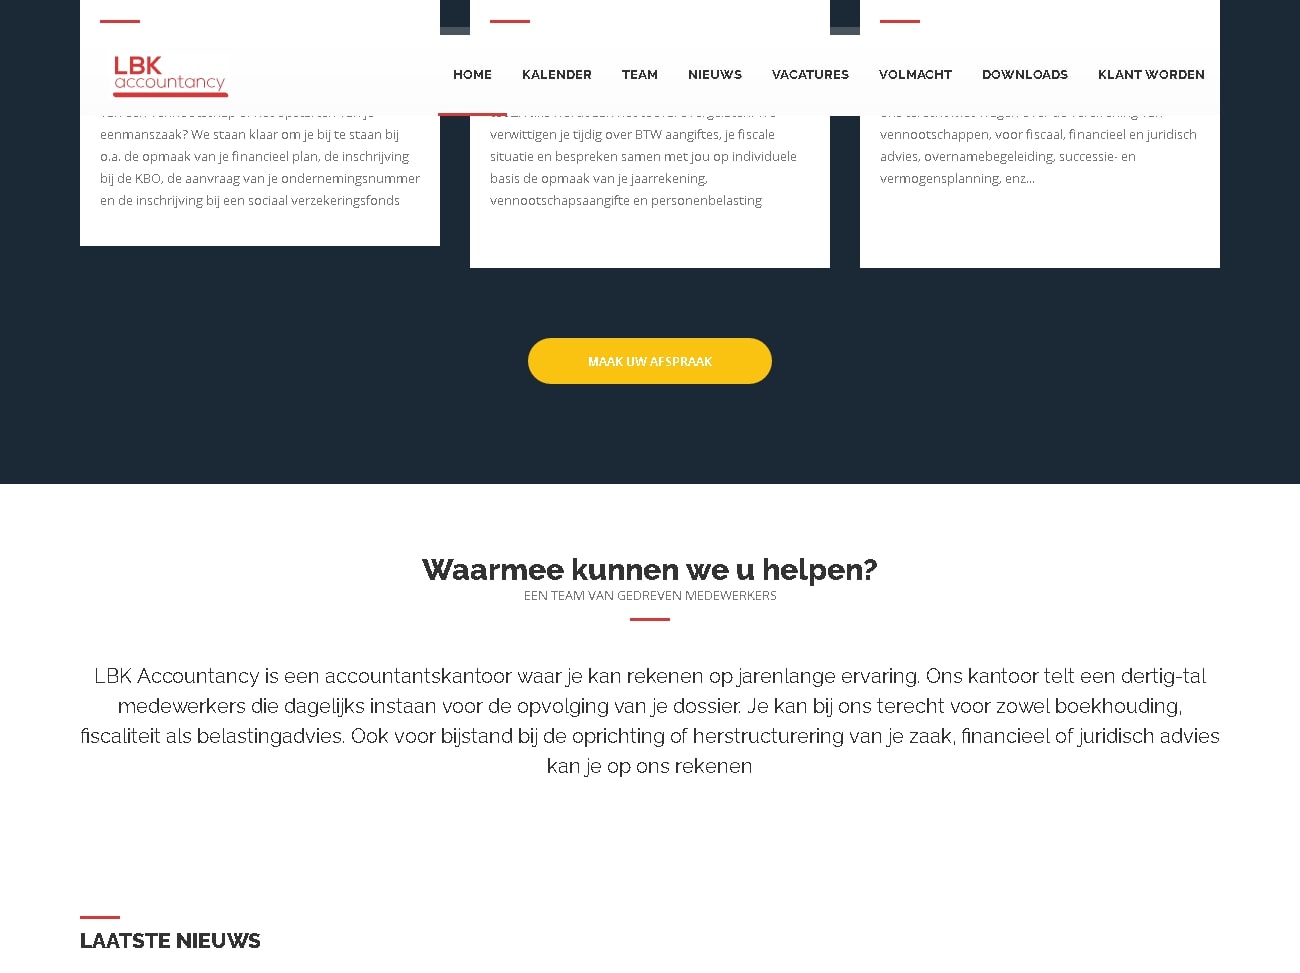 LBK
accountancy
HOME KALENDER TEAM NIEUWS VACATURES VOLMACHT DOWNLOADS KLANT WORDEN
eenmanszaak? We staan klaar om je bij te staan bij
o.a. de opmaak van je financieel plan, de inschrijving
bij de KBO, de aanvraag van je ondernemingsnummer
en de inschrijving bij een sociaal verzekeringsfonds
verwittigen je tijdig over BTW aangiftes, je fiscale
situatie en bespreken samen met jou op individuele
basis de opmaak van je jaarrekening,
vennootschapsaangifte en personenbelasting
vennootschappen, voor fiscaal, financieel en juridisch
advies, overnamebegeleiding, successie- en
vermogensplanning, enz...
MAAK UW AFSPRAAK
Waarmee kunnen we u helpen?
EEN TEAM VAN GEDREVEN MEDEWERKERS
LBK Accountancy is een accountantskantoor waar je kan rekenen op jarenlange ervaring. Ons kantoor telt een dertig-tal
medewerkers die dagelijks instaan voor de opvolging van je dossier. Je kan bij ons terecht voor zowel boekhouding,
fiscaliteit als belastingadvies. Ook voor bijstand bij de oprichting of herstructurering van je zaak, financieel of juridisch advies
kan je op ons rekenen
LAATSTE NIEUWS